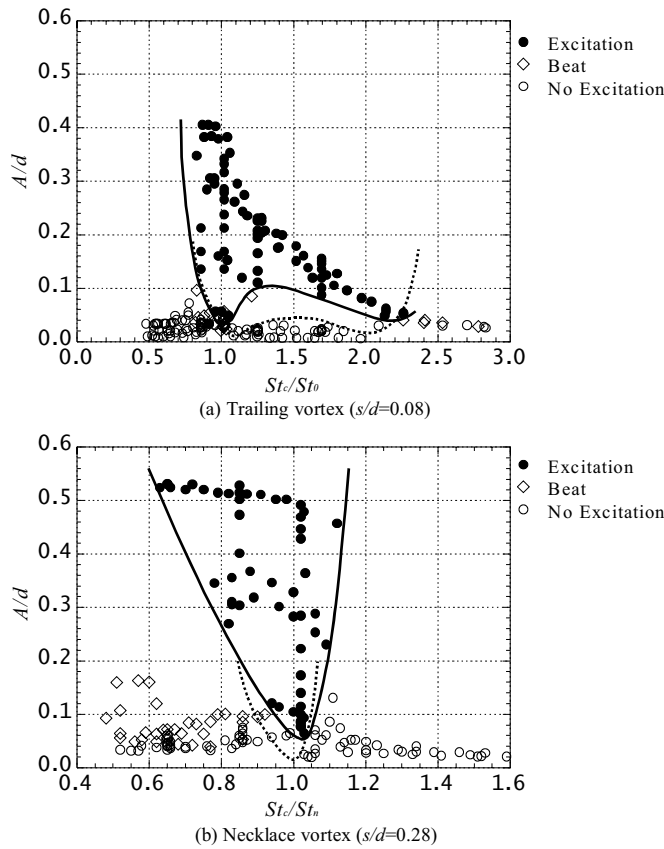 0.6
0.5
0.4
0.3
0.2
0.1
0.0
A/d
0.0 0.5 1.0 1.5 2.0 2.5 3.0
Stc/St0
Excitation
Beat
No Excitation
(a) Trailing vortex (s/d=0.08)
0.6
0.5
0.4
0.3
0.2
0.1
0.0
A/d
0.4 0.6 0.8 1.0 1.2 1.4 1.6
Stc/Stn
Excitation
Beat
No Excitation
(b) Necklace vortex (s/d=0.28)